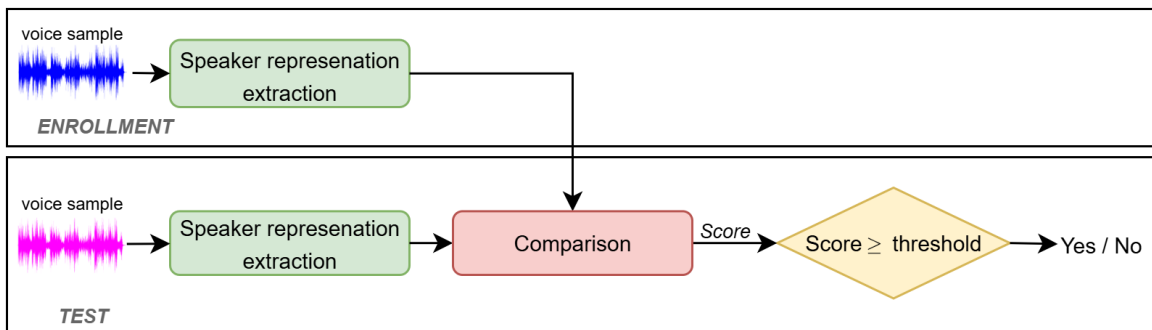 voice sample
Speaker represenation
extraction
ENROLLMENT
voice sample
Speaker represenation
extraction
Comparison
Score
Score ≥ threshold
Yes / No
TEST